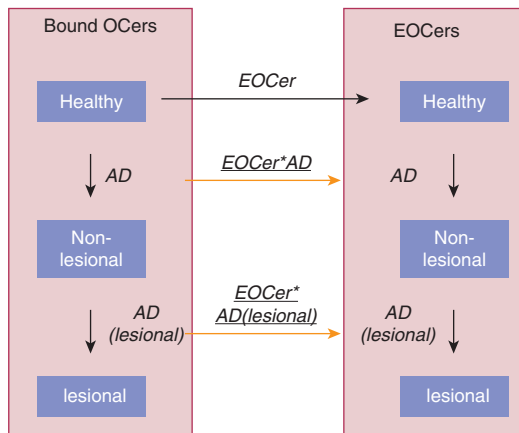 Bound OCers
EOCers
Healthy
EOCer
Healthy
AD
EOCer*AD
AD
Non-
lesional
Non-
lesional
AD
(lesional)
EOCer*
AD(lesional)
AD
(lesional)
lesional
lesional